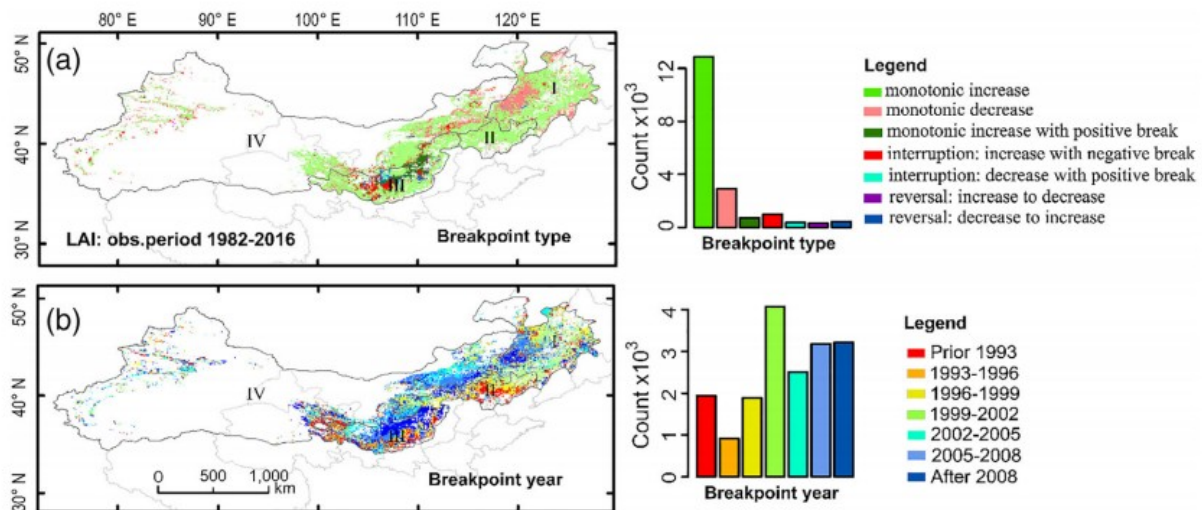 80° E 90° E 100° E 110° E 120° E
(a)
50° N
40° N
30° N
I
II
III
IV
LAI: obs.period 1982-2016
Breakpoint type
12
8
4
0
Count x10³
Breakpoint type
Legend
monotonic increase
monotonic decrease
monotonic increase with positive break
interruption: increase with negative break
interruption: decrease with positive break
reversal: increase to decrease
reversal: decrease to increase
(b)
50° N
40° N
30° N
I
II
III
IV
0 500 1,000
km
Breakpoint year
4
3
2
1
0
Count x10³
Breakpoint year
Legend
Prior 1993
1993-1996
1996-1999
1999-2002
2002-2005
2005-2008
After 2008